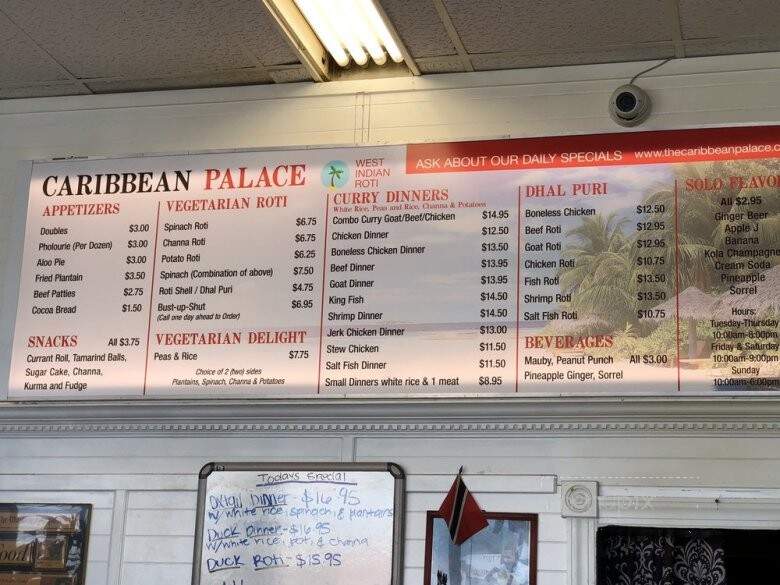 CARIBBEAN PALACE
WEST
INDIAN
ROTI
ASK ABOUT OUR DAILY SPECIALS www.thecaribbeanpalace.c
APPETIZERS
Doubles $3.00
Pholourie (Per Dozen) $3.00
Aloo Pie $3.00
Fried Plantain $3.50
Beef Patties $2.75
Cocoa Bread $1.50
SNACKS All $3.75
Currant Roll, Tamarind Balls,
Sugar Cake, Channa,
Kurma and Fudge
VEGETARIAN ROTI
Spinach Roti $6.75
Channa Roti $6.75
Potato Roti $6.25
Spinach (Combination of above) $7.50
Roti Shell / Dhal Puri $4.75
Bust-up-Shut $6.95
(Call one day ahead to Order)
VEGETARIAN DELIGHT
Peas & Rice $7.75
Choice of 2 (two) sides
Plantains, Spinach, Channa & Potatoes
CURRY DINNERS
White Rice, Peas and Rice, Channa & Potatoes
Combo Curry Goat/Beef/Chicken $14.95
Chicken Dinner $12.50
Boneless Chicken Dinner $13.50
Beef Dinner $13.95
Goat Dinner $13.95
King Fish $14.50
Shrimp Dinner $14.50
Jerk Chicken Dinner $13.00
Stew Chicken $11.50
Salt Fish Dinner $11.50
Small Dinners white rice & 1 meat $8.95
DHAL PURI
Boneless Chicken $12.50
Beef Roti $12.95
Goat Roti $12.95
Chicken Roti $10.75
Fish Roti $13.50
Shrimp Roti $13.50
Salt Fish Roti $10.75
BEVERAGES
Mauby, Peanut Punch All $3.00
Pineapple Ginger, Sorrel
SOLO FLAVO
All $2.95
Ginger Beer
Apple J
Banana
Kola Champagne
Cream Soda
Pineapple
Sorrel
Hours:
Tuesday-Thursday
10:00am-8:00pm
Friday & Saturday
10:00am-9:00pm
Sunday
10:00am-6:00pm
Todays Special
Oxtail Dinner - $16.95
w/ white rice, spinach, & plantains
Duck Dinner - $16.95
w/ white rice, pot, & channa
Duck Roti - $15.95